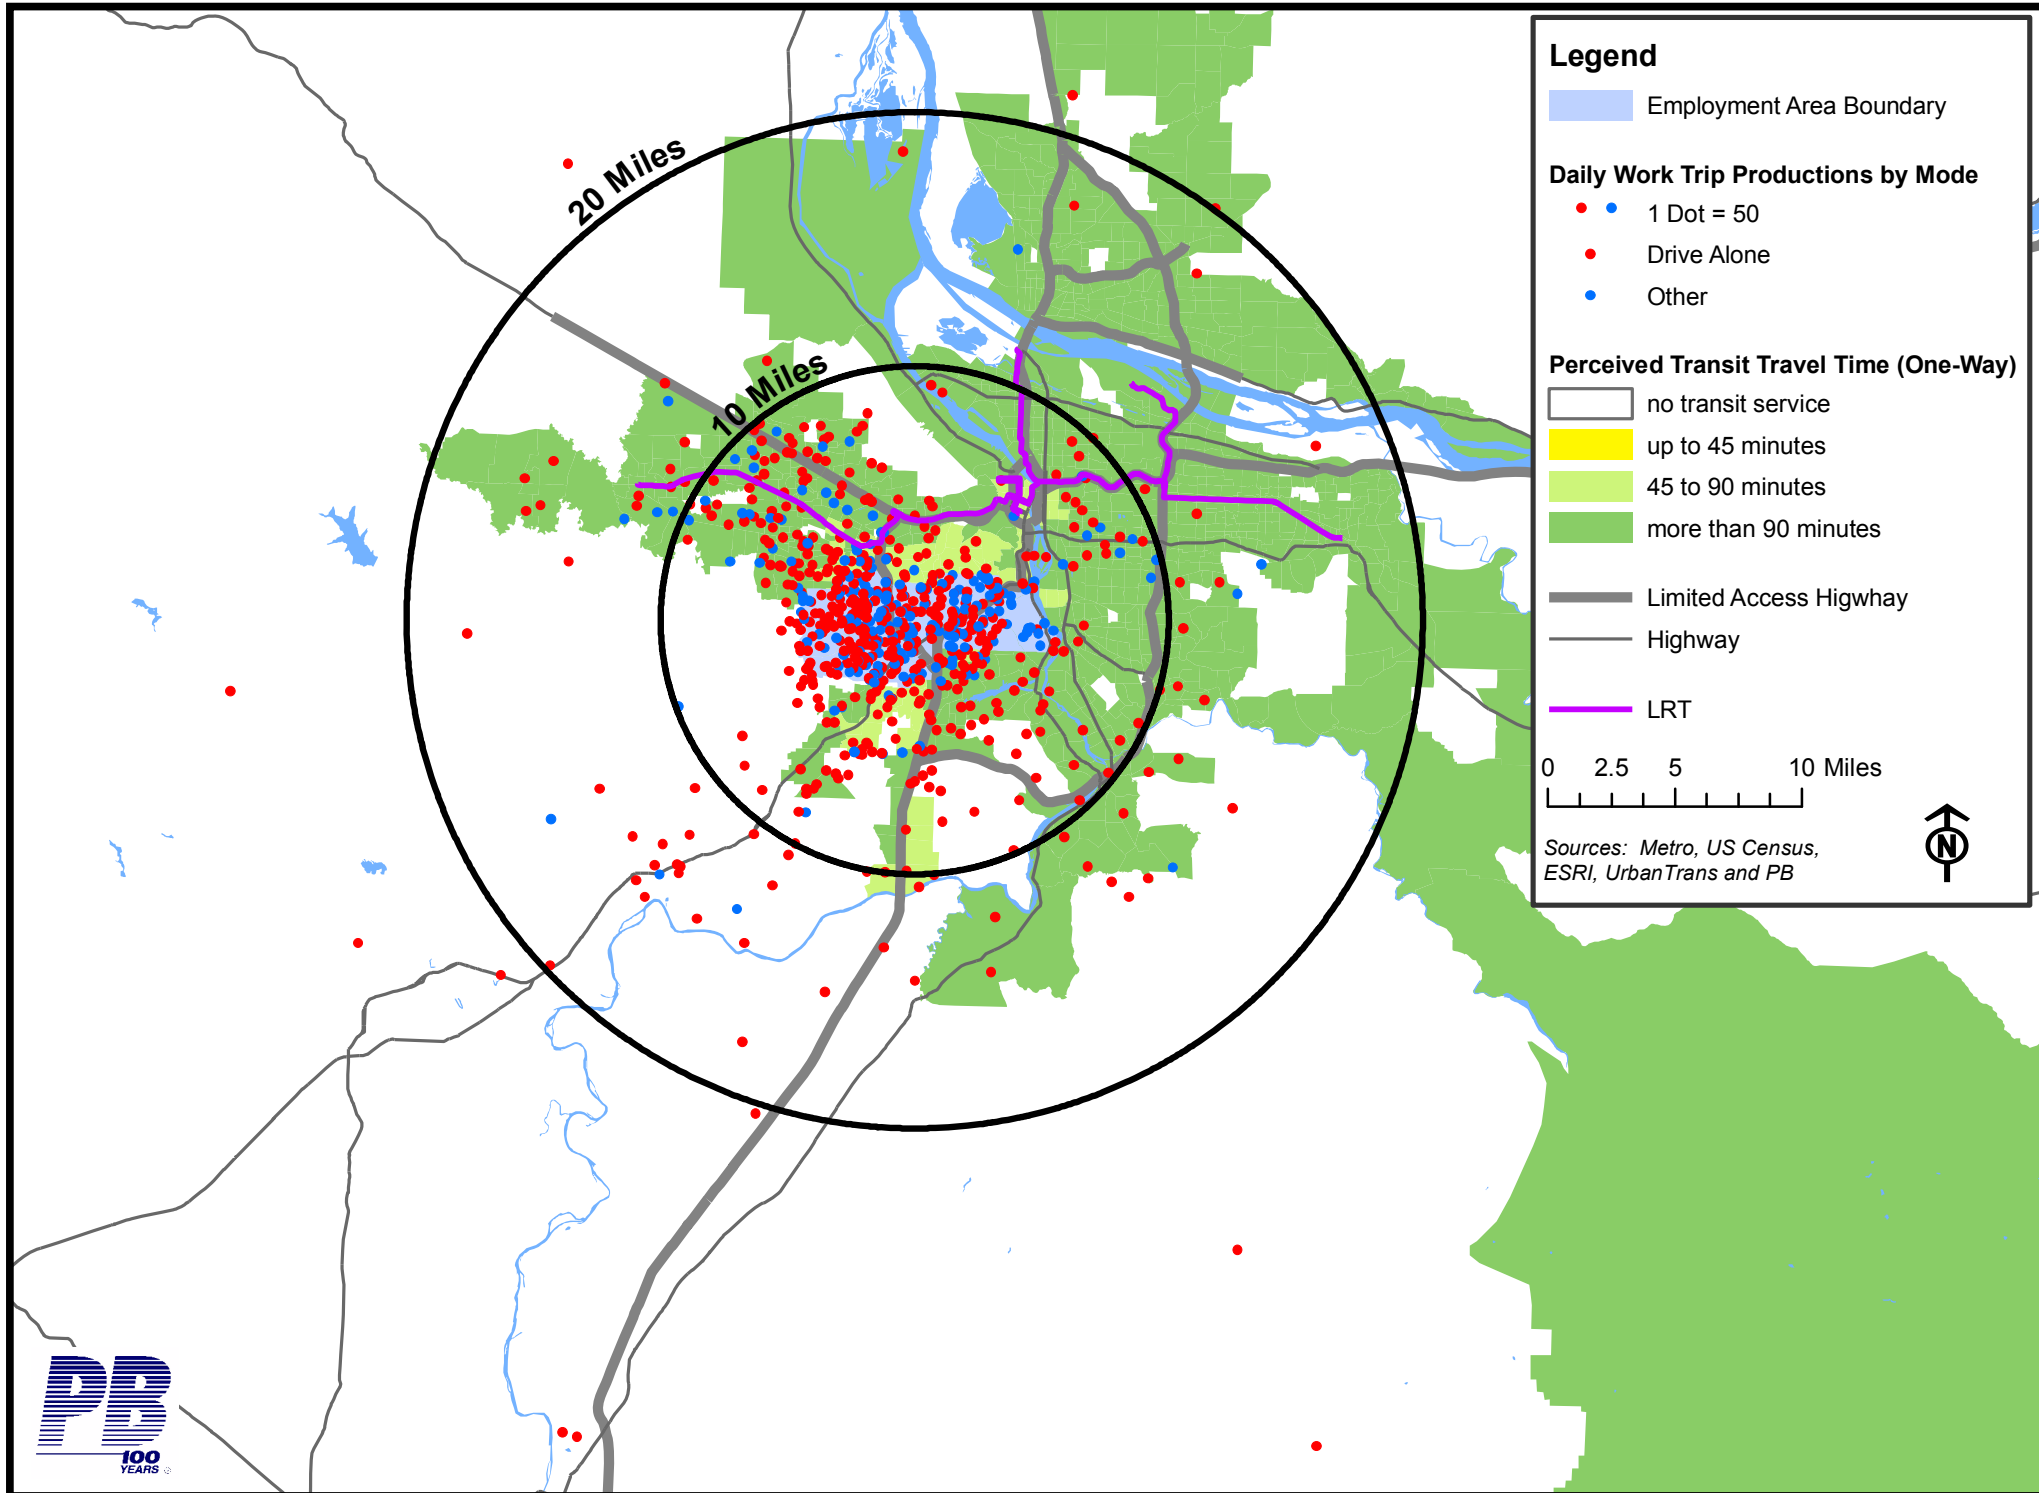 20 Miles
10 Miles
Legend
Employment Area Boundary
Daily Work Trip Productions by Mode
1 Dot = 50
Drive Alone
Other
Perceived Transit Travel Time (One-Way)
no transit service
up to 45 minutes
45 to 90 minutes
more than 90 minutes
Limited Access Higwhay
Highway
LRT
0 2.5 5 10 Miles
Sources: Metro, US Census,
ESRI, UrbanTrans and PB
N
PB
100
YEARS